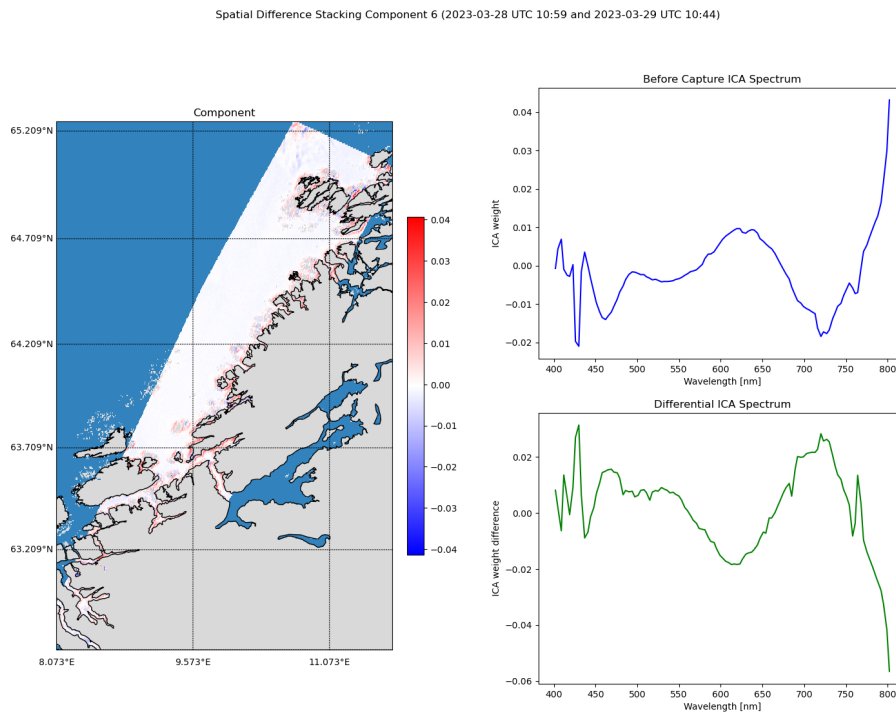 Spatial Difference Stacking Component 6 (2023-03-28 UTC 10:59 and 2023-03-29 UTC 10:44)
Component
65.209°N
64.709°N
64.209°N
63.709°N
63.209°N
8.073°E
9.573°E
11.073°E
0.04
0.03
0.02
0.01
0.00
−0.01
−0.02
−0.03
−0.04
Before Capture ICA Spectrum
ICA weight
0.04
0.03
0.02
0.01
0.00
−0.01
−0.02
400
450
500
550
600
650
700
750
800
Wavelength [nm]
Differential ICA Spectrum
ICA weight difference
0.02
0.00
−0.02
−0.04
−0.06
400
450
500
550
600
650
700
750
800
Wavelength [nm]